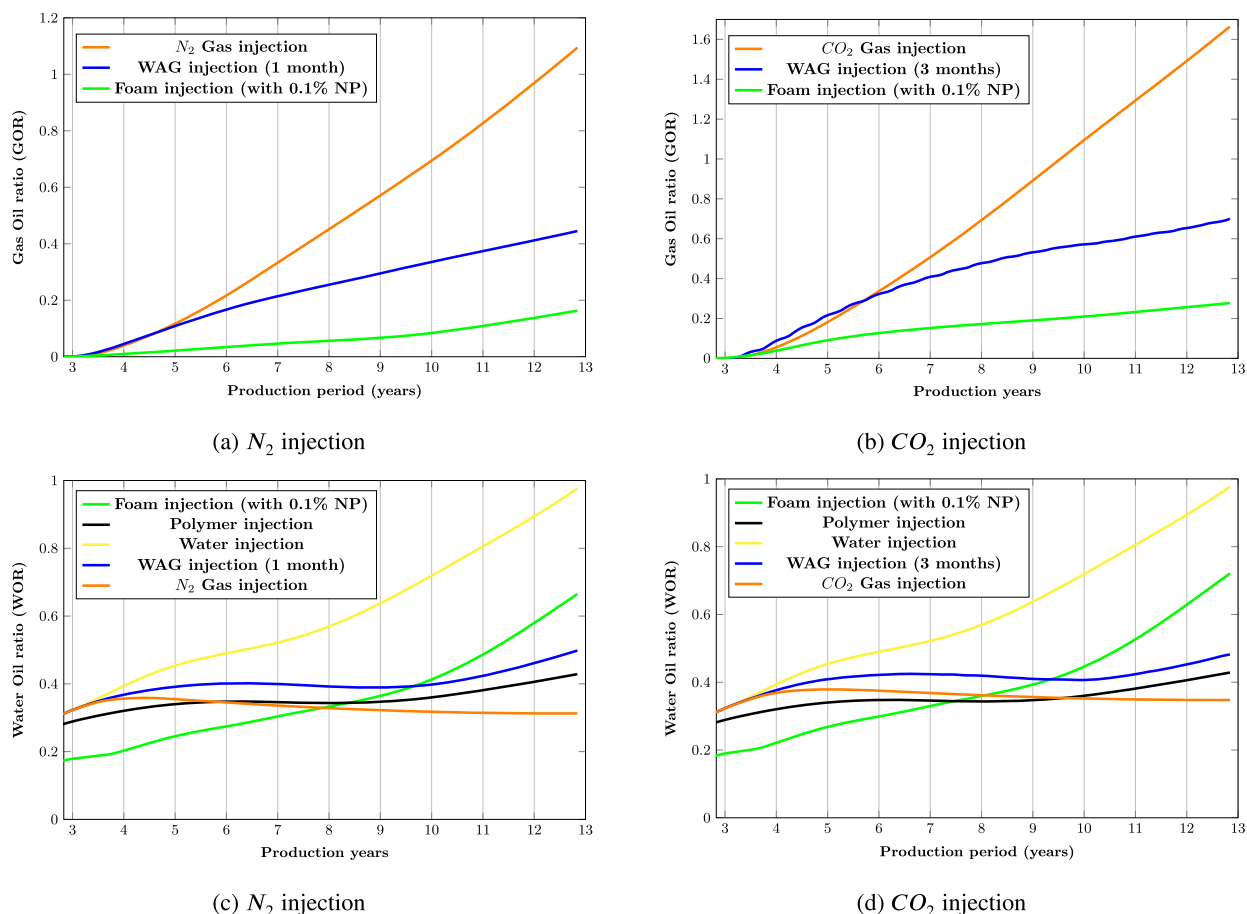 1.2
1
0.8
0.6
0.4
0.2
0
Gas Oil ratio (GOR)
N₂ Gas injection
WAG injection (1 month)
Foam injection (with 0.1% NP)
3 4 5 6 7 8 9 10 11 12 13
Production period (years)
(a) N₂ injection
1.6
1.4
1.2
1
0.8
0.6
0.4
0.2
0
Gas Oil ratio (GOR)
CO₂ Gas injection
WAG injection (3 months)
Foam injection (with 0.1% NP)
3 4 5 6 7 8 9 10 11 12 13
Production years
(b) CO₂ injection
1
0.8
0.6
0.4
0.2
0
Water Oil ratio (WOR)
Foam injection (with 0.1% NP)
Polymer injection
Water injection
WAG injection (1 month)
N₂ Gas injection
3 4 5 6 7 8 9 10 11 12 13
Production years
(c) N₂ injection
1
0.8
0.6
0.4
0.2
0
Water Oil ratio (WOR)
Foam injection (with 0.1% NP)
Polymer injection
Water injection
WAG injection (3 months)
CO₂ Gas injection
3 4 5 6 7 8 9 10 11 12 13
Production period (years)
(d) CO₂ injection